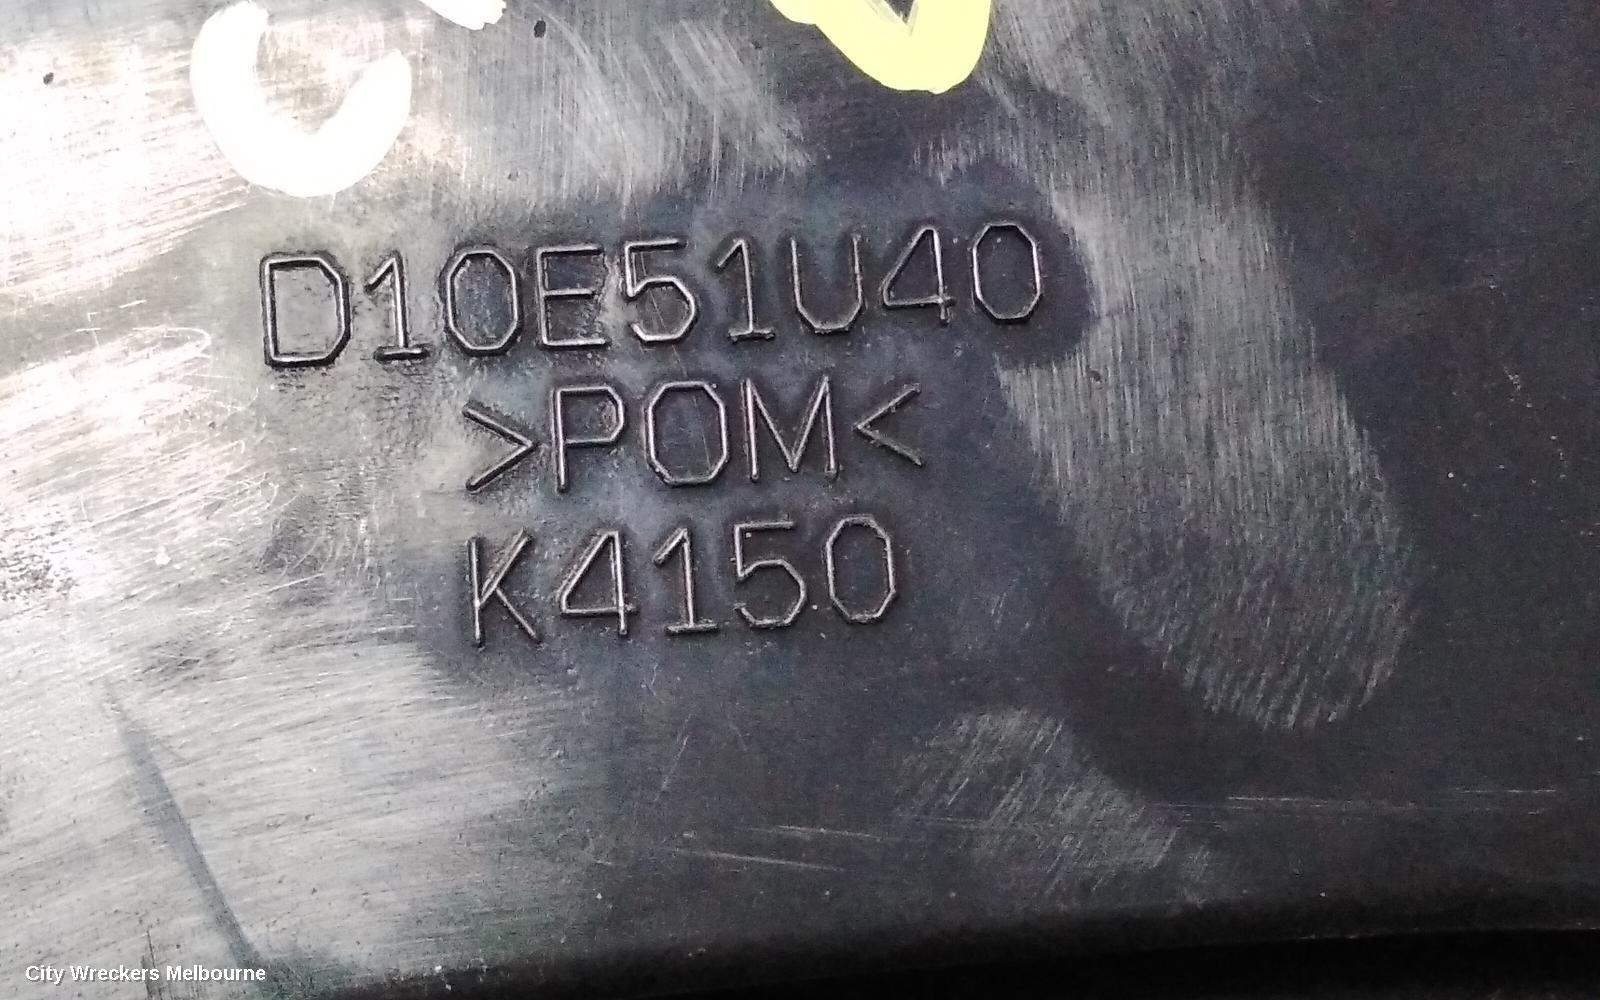 D10E51U40
>POM<
K4150
City Wreckers Melbourne